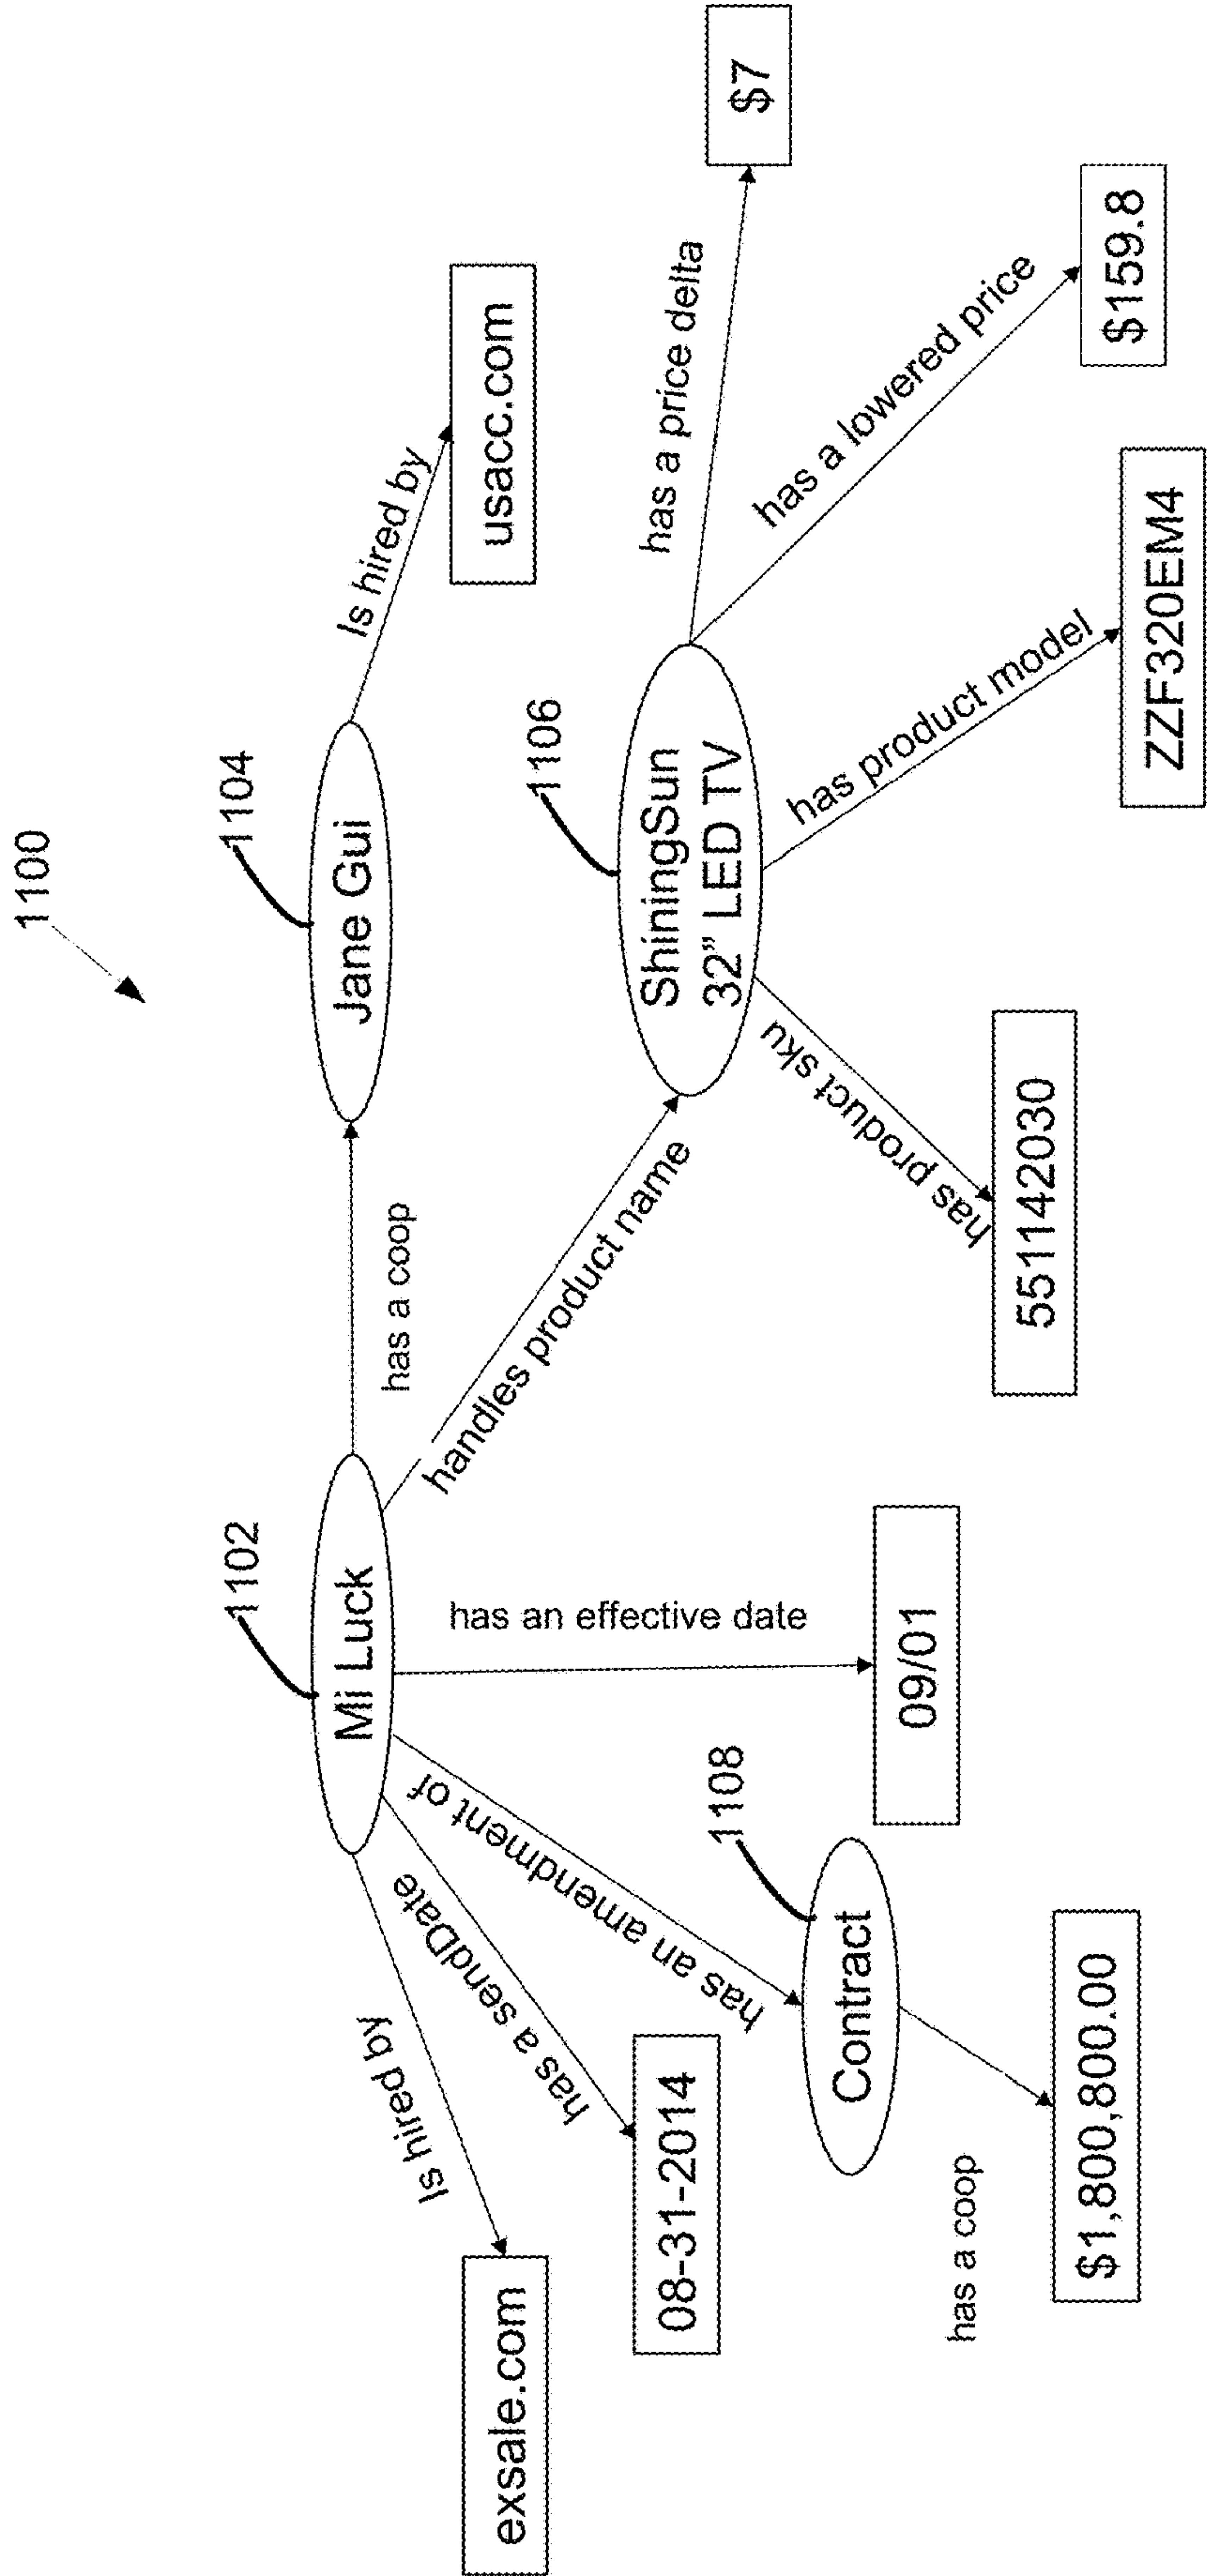 1100
1102
Mii Luck
1104
Jane Gui
has a coop
Is hired by
usacc.com
Is hired by
exsale.com
has a sendDate
08-31-2014
has an amendment of
1108
Contract
has a coop
$1,800,800.00
has an effective date
09/01
handles product name
1106
ShiningSun
32” LED TV
has a price delta
$7
has a lowered price
$159.8
has product model
ZZF320EM4
has product sku
551142030